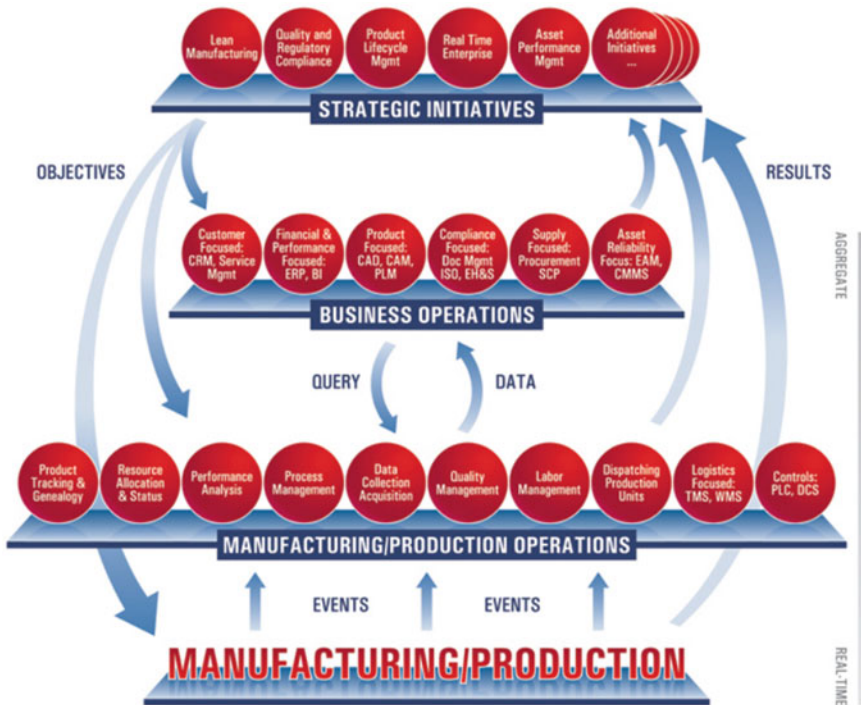 Lean
Manufacturing
Quality and
Regulatory
Compliance
Product
Lifecycle
Mgmt
Real Time
Enterprise
Asset
Performance
Mgmt
Additional
Initiatives
...
STRATEGIC INITIATIVES
OBJECTIVES
RESULTS
Customer
Focused:
CRM, Service
Mgmt
Financial &
Performance
Focused:
ERP, BI
Product
Focused:
CAD, CAM,
PLM
Compliance
Focused:
Doc Mgmt
ISO, EH&S
Supply
Focused:
Procurement
SCP
Asset
Reliability
Focus: EAM,
CMMS
AGGREGATE
BUSINESS OPERATIONS
QUERY
DATA
Product
Tracking &
Genealogy
Resource
Allocation
& Status
Performance
Analysis
Process
Management
Data
Collection
Acquisition
Quality
Management
Labor
Management
Dispatching
Production
Units
Logistics
Focused:
TMS, WMS
Controls:
PLC, DCS
MANUFACTURING/PRODUCTION OPERATIONS
EVENTS
EVENTS
MANUFACTURING/PRODUCTION
REAL-TIME